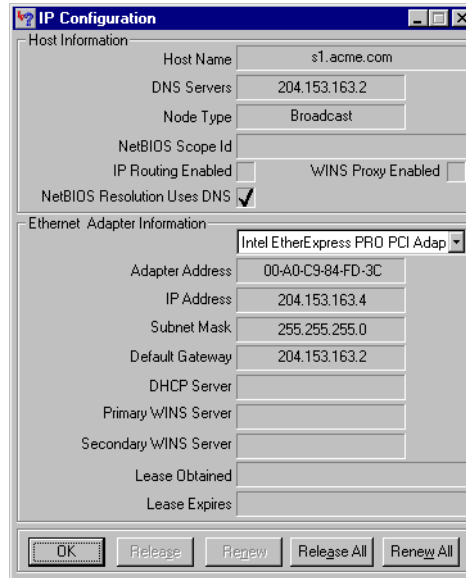 IP Configuration
Host Information
Host Name s1.acme.com
DNS Servers 204.153.163.2
Node Type Broadcast
NetBIOS Scope Id
IP Routing Enabled WINS Proxy Enabled
NetBIOS Resolution Uses DNS
Ethernet Adapter Information
Intel EtherExpress PRO PCI Adap
Adapter Address 00-A0-C9-84-FD-3C
IP Address 204.153.163.4
Subnet Mask 255.255.255.0
Default Gateway 204.153.163.2
DHCP Server
Primary WINS Server
Secondary WINS Server
Lease Obtained
Lease Expires
OK Release Renew Release All Renew All